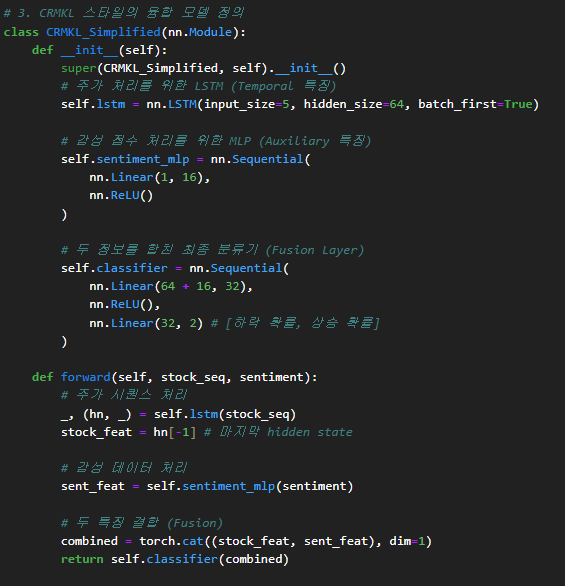 # 3. CRMKL 스타일의 융합 모델 정의
class CRMKL_Simplified(nn.Module):
    def __init__(self):
        super(CRMKL_Simplified, self).__init__()
        # 주가 처리를 위한 LSTM (Temporal 특징)
        self.lstm = nn.LSTM(input_size=5, hidden_size=64, batch_first=True)

        # 감성 점수 처리를 위한 MLP (Auxiliary 특징)
        self.sentiment_mlp = nn.Sequential(
            nn.Linear(1, 16),
            nn.ReLU()
        )

        # 두 정보를 합친 최종 분류기 (Fusion Layer)
        self.classifier = nn.Sequential(
            nn.Linear(64 + 16, 32),
            nn.ReLU(),
            nn.Linear(32, 2) # [하락 확률, 상승 확률]
        )

    def forward(self, stock_seq, sentiment):
        # 주가 시퀀스 처리
        _, (hn, _) = self.lstm(stock_seq)
        stock_feat = hn[-1] # 마지막 hidden state

        # 감성 데이터 처리
        sent_feat = self.sentiment_mlp(sentiment)

        # 두 특징 결합 (Fusion)
        combined = torch.cat((stock_feat, sent_feat), dim=1)
        return self.classifier(combined)